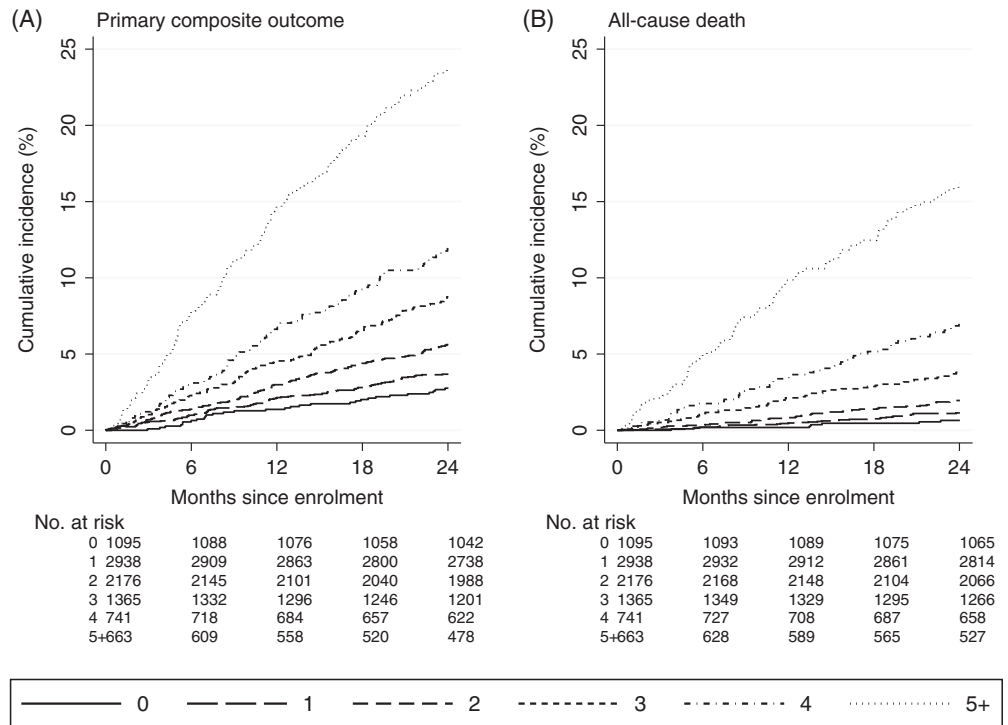 (A) Primary composite outcome
25
20
15
10
5
0
Cumulative incidence (%)
0 6 12 18 24
Months since enrolment
No. at risk
0 1095 1088 1076 1058 1042
1 2938 2909 2863 2800 2738
2 2176 2145 2101 2040 1988
3 1365 1332 1296 1246 1201
4 741 718 684 657 622
5+663 609 558 520 478
(B) All-cause death
25
20
15
10
5
0
Cumulative incidence (%)
0 6 12 18 24
Months since enrolment
No. at risk
0 1095 1093 1089 1075 1065
1 2938 2932 2912 2861 2814
2 2176 2168 2148 2104 2066
3 1365 1349 1329 1295 1266
4 741 727 708 687 658
5+663 628 589 565 527
0 1 2 3 4 5+